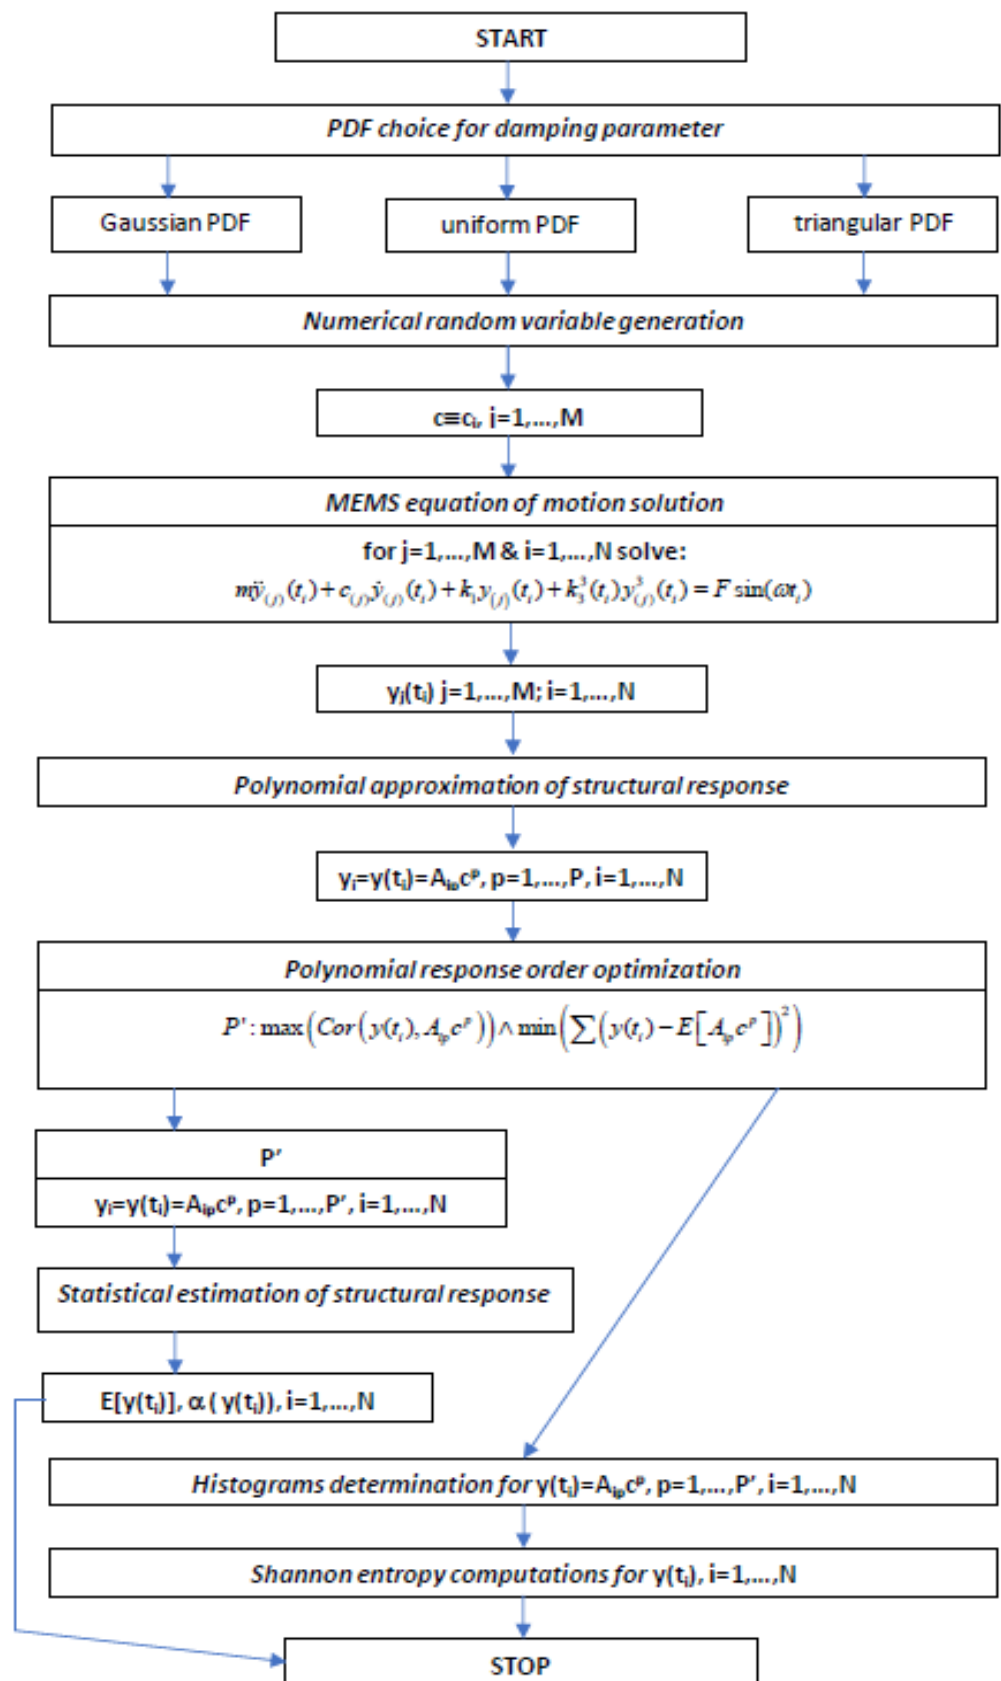 START
PDF choice for damping parameter
Gaussian PDF
uniform PDF
triangular PDF
Numerical random variable generation
c≡cᵢ, j=1,...,M
MEMS equation of motion solution
for j=1,...,M & i=1,...,N solve:
mÿ₍ⱼ₎(tᵢ)+c₍ⱼ₎ẏ₍ⱼ₎(tᵢ)+k₁y₍ⱼ₎(tᵢ)+k₃³(tᵢ)y₍ⱼ₎³(tᵢ)=F sin(ωtᵢ)
yⱼ(tᵢ) j=1,...,M; i=1,...,N
Polynomial approximation of structural response
yᵢ=y(tᵢ)=Aᵢₚcᵖ, p=1,...,P, i=1,...,N
Polynomial response order optimization
P':max(Cor(y(tᵢ),Aᵢₚcᵖ))∧min(∑(y(tᵢ)−E[Aᵢₚcᵖ])²)
P'
yᵢ=y(tᵢ)=Aᵢₚcᵖ, p=1,...,P', i=1,...,N
Statistical estimation of structural response
E[y(tᵢ)], α( y(tᵢ)), i=1,...,N
Histograms determination for y(tᵢ)=Aᵢₚcᵖ, p=1,...,P', i=1,...,N
Shannon entropy computations for y(tᵢ), i=1,...,N
STOP